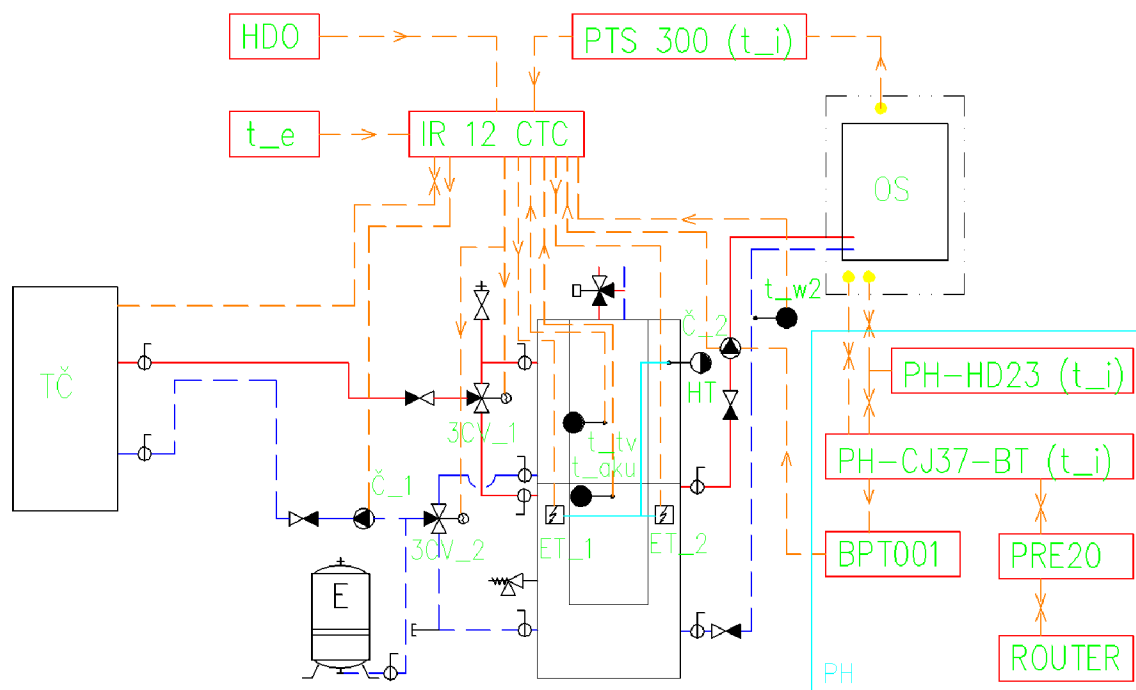 HDO
PTS 300 (t_i)
t_e
IR 12 CTC
OS
t_w2
Č_2
TČ
HT
PH-HD23 (t_i)
3CV_1
t_tv
t_aku
PH-CJ37-BT (t_i)
Č_1
3CV_2
ET_1
ET_2
BPT001
PRE20
E
ROUTER
PH